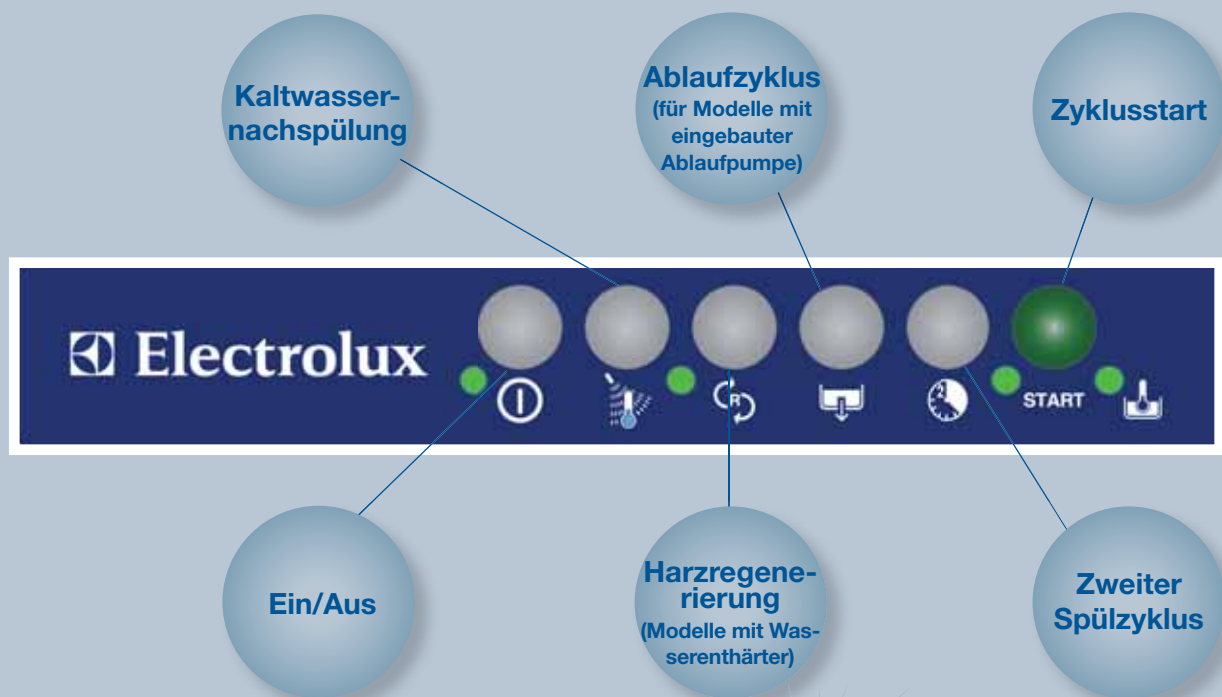 Kaltwasser-
nachspülung
Ablaufzyklus
(für Modelle mit
eingebauter
Ablaufpumpe)
Zyklusstart
Electrolux
R
2
START
Ein/Aus
Harzregene-
rierung
(Modelle mit Was-
serenthärter)
Zweiter
Spülzyklus